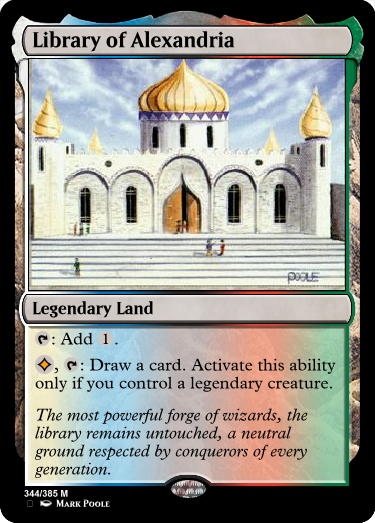 Library of Alexandria
POOLE
Legendary Land
: Add 1 .
, : Draw a card. Activate this ability
only if you control a legendary creature.
The most powerful forge of wizards, the
library remains untouched, a neutral
ground respected by conquerors of every
generation.
344/385 M
MARK POOLE